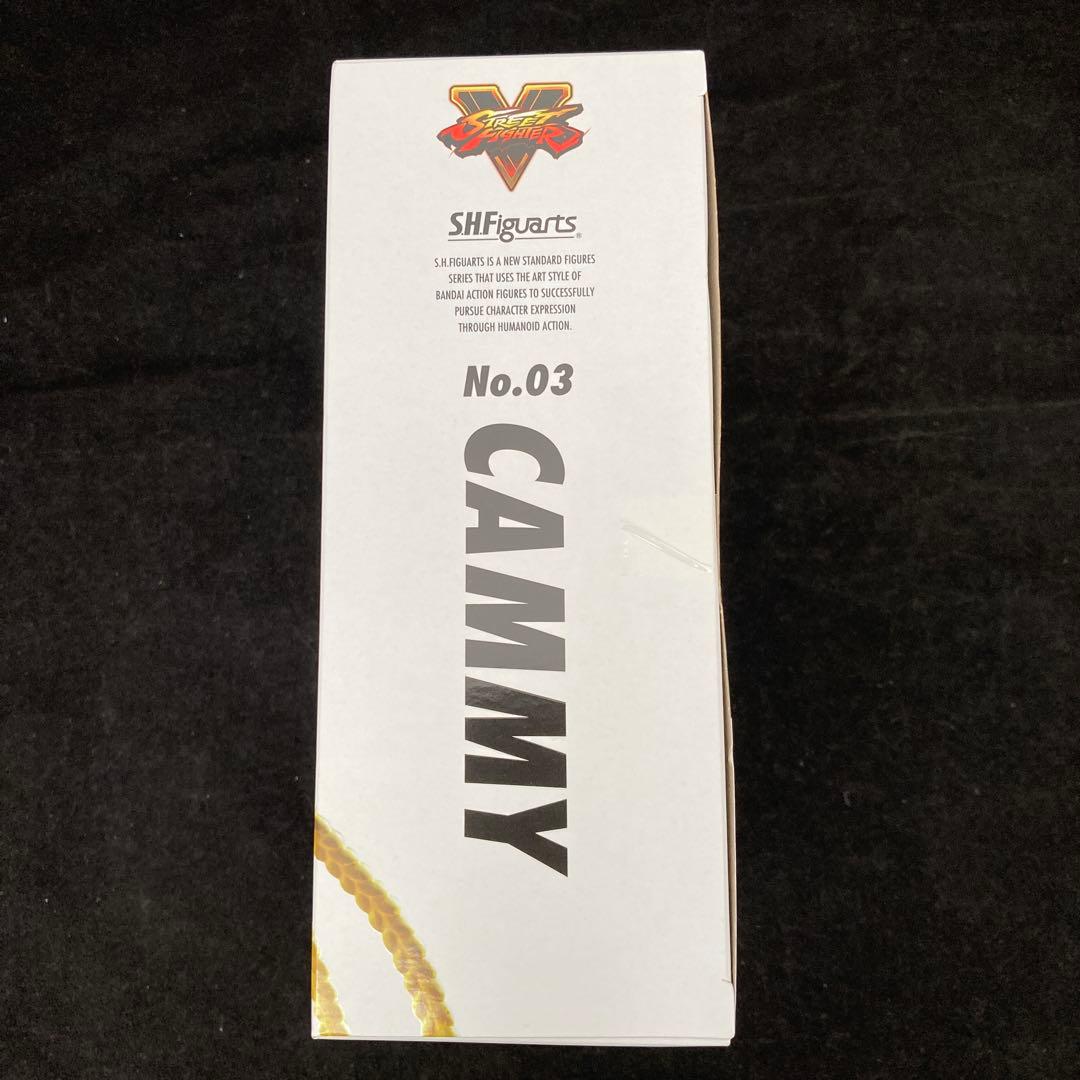 V
STREET
FIGHTER
S.H.Figuarts®
S.H.FIGUARTS IS A NEW STANDARD FIGURES
SERIES THAT USES THE ART STYLE OF
BANDAI ACTION FIGURES TO SUCCESSFULLY
PURSUE CHARACTER EXPRESSION
THROUGH HUMANOID ACTION.
No.03
CAMMY